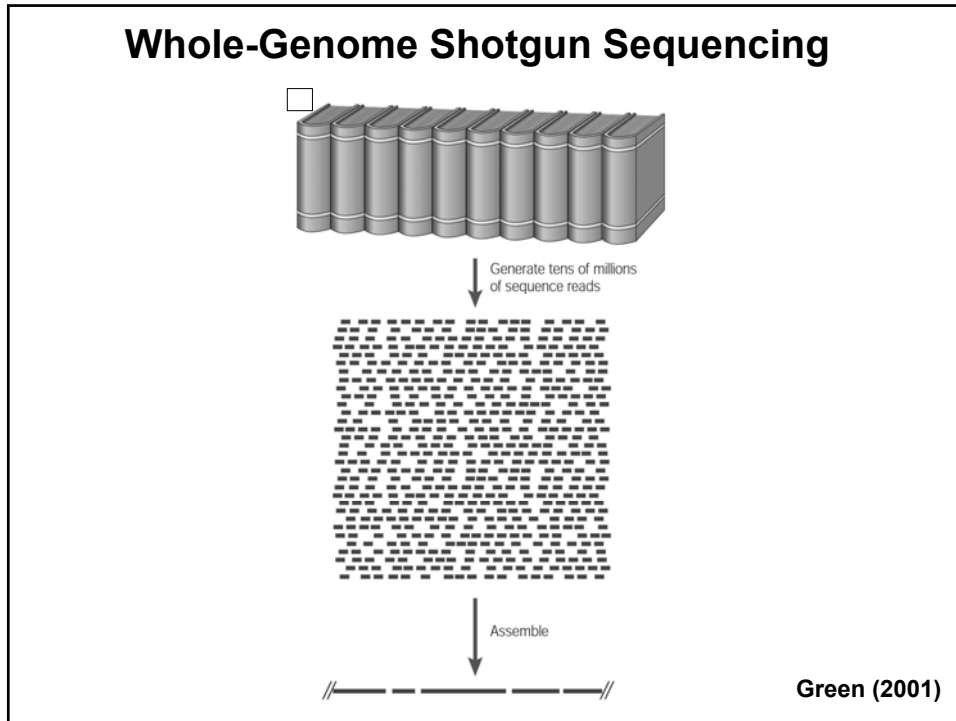 Whole-Genome Shotgun Sequencing
Generate tens of millions
of sequence reads
Assemble
Green (2001)